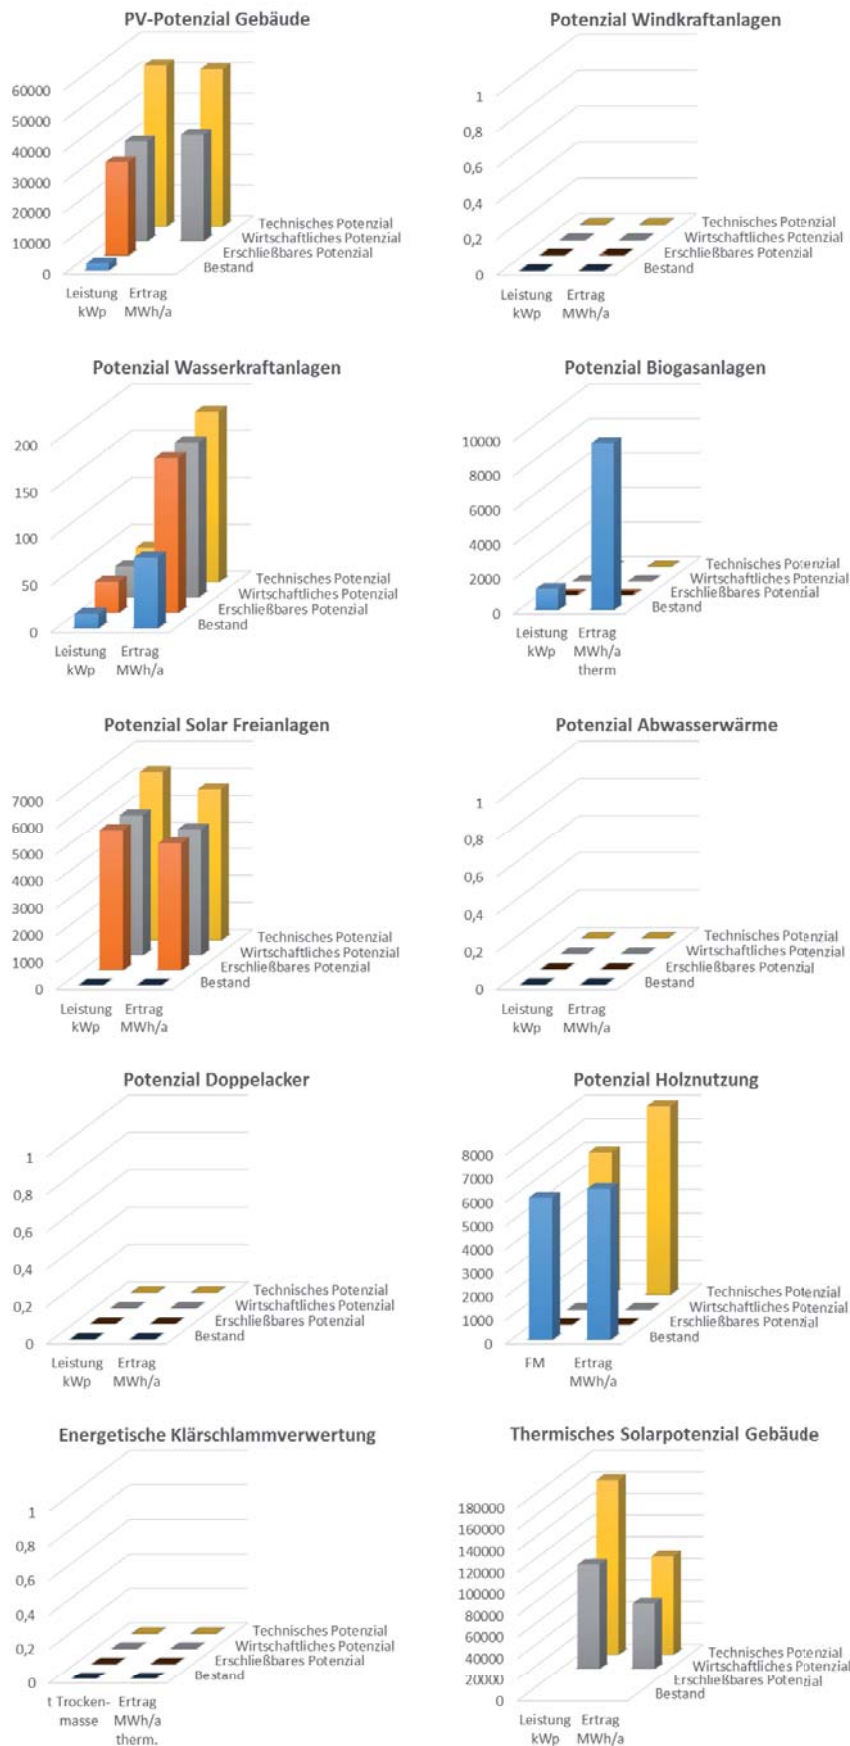 PV-Potenzial Gebäude
60000
50000
40000
30000
20000
10000
0
Technisches Potenzial
Wirtschaftliches Potenzial
Erschließbares Potenzial
Bestand
Leistung Ertrag
kWp MWh/a
Potenzial Windkraftanlagen
1
0,8
0,6
0,4
0,2
0
Technisches Potenzial
Wirtschaftliches Potenzial
Erschließbares Potenzial
Bestand
Leistung Ertrag
kWp MWh/a
Potenzial Wasserkraftanlagen
200
150
100
50
0
Technisches Potenzial
Wirtschaftliches Potenzial
Erschließbares Potenzial
Bestand
Leistung Ertrag
kWp MWh/a
Potenzial Biogasanlagen
10000
8000
6000
4000
2000
0
Technisches Potenzial
Wirtschaftliches Potenzial
Erschließbares Potenzial
Bestand
Leistung Ertrag
kWp MWh/a
therm
Potenzial Solar Freianlagen
7000
6000
5000
4000
3000
2000
1000
0
Technisches Potenzial
Wirtschaftliches Potenzial
Erschließbares Potenzial
Bestand
Leistung Ertrag
kWp MWh/a
Potenzial Abwasserwärme
1
0,8
0,6
0,4
0,2
0
Technisches Potenzial
Wirtschaftliches Potenzial
Erschließbares Potenzial
Bestand
Leistung Ertrag
kWp MWh/a
Potenzial Doppelacker
1
0,8
0,6
0,4
0,2
0
Technisches Potenzial
Wirtschaftliches Potenzial
Erschließbares Potenzial
Bestand
Leistung Ertrag
kWp MWh/a
Potenzial Holznutzung
8000
7000
6000
5000
4000
3000
2000
1000
0
Technisches Potenzial
Wirtschaftliches Potenzial
Erschließbares Potenzial
Bestand
FM Ertrag
MWh/a
Energetische Klärschlammverwertung
1
0,8
0,6
0,4
0,2
0
Technisches Potenzial
Wirtschaftliches Potenzial
Erschließbares Potenzial
Bestand
t Trocken- Ertrag
masse MWh/a
therm.
Thermisches Solarpotenzial Gebäude
180000
160000
140000
120000
100000
80000
60000
40000
20000
0
Technisches Potenzial
Wirtschaftliches Potenzial
Erschließbares Potenzial
Bestand
Leistung Ertrag
kWp MWh/a